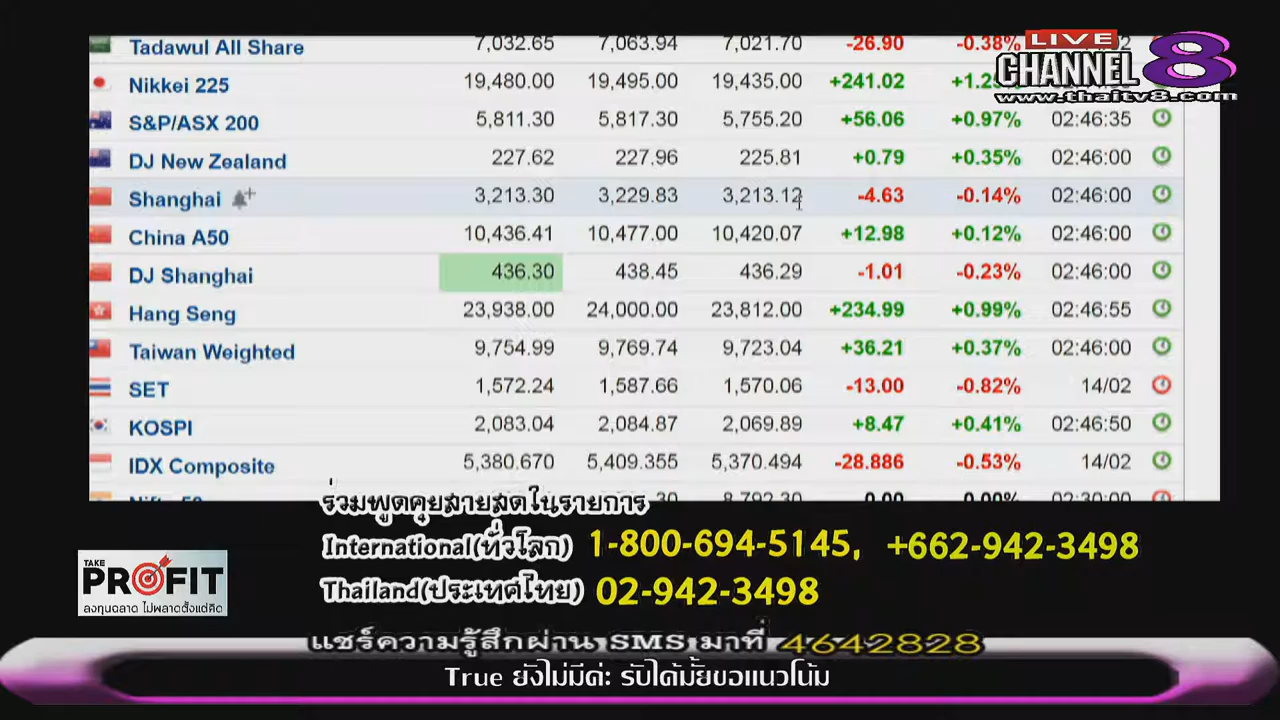 Tadawul All Share 7,032.65 7,063.94 7,021.70 -26.90 -0.38%
LIVE
CHANNEL 8
www.thaitv8.com
Nikkei 225 19,480.00 19,495.00 19,435.00 +241.02
S&P/ASX 200 5,811.30 5,817.30 5,755.20 +56.06 +0.97% 02:46:35
DJ New Zealand 227.62 227.96 225.81 +0.79 +0.35% 02:46:00
Shanghai 3,213.30 3,229.83 3,213.12 -4.63 -0.14% 02:46:00
China A50 10,436.41 10,477.00 10,420.07 +12.98 +0.12% 02:46:00
DJ Shanghai 436.30 438.45 436.29 -1.01 -0.23% 02:46:00
Hang Seng 23,938.00 24,000.00 23,812.00 +234.99 +0.99% 02:46:55
Taiwan Weighted 9,754.99 9,769.74 9,723.04 +36.21 +0.37% 02:46:00
SET 1,572.24 1,587.66 1,570.06 -13.00 -0.82% 14/02
KOSPI 2,083.04 2,084.87 2,069.89 +8.47 +0.41% 02:46:50
IDX Composite 5,380.670 5,409.355 5,370.494 -28.886 -0.53% 14/02
8,792.30 0.00 0.00% 02:30:00
ร่วมพูดคุยสายสดในรายการ
International(ทั่วโลก) 1-800-694-5145, +662-942-3498
Thailand(ประเทศไทย) 02-942-3498
TAKE
PROFIT
ลงทุนฉลาด ไม่พลาดตั้งแต่คิด
แชร์ความรู้สึกผ่าน SMS มาที่ 4642828
True ยังไม่มีค่ะ รับได้มั้ยขอแนวโน้ม